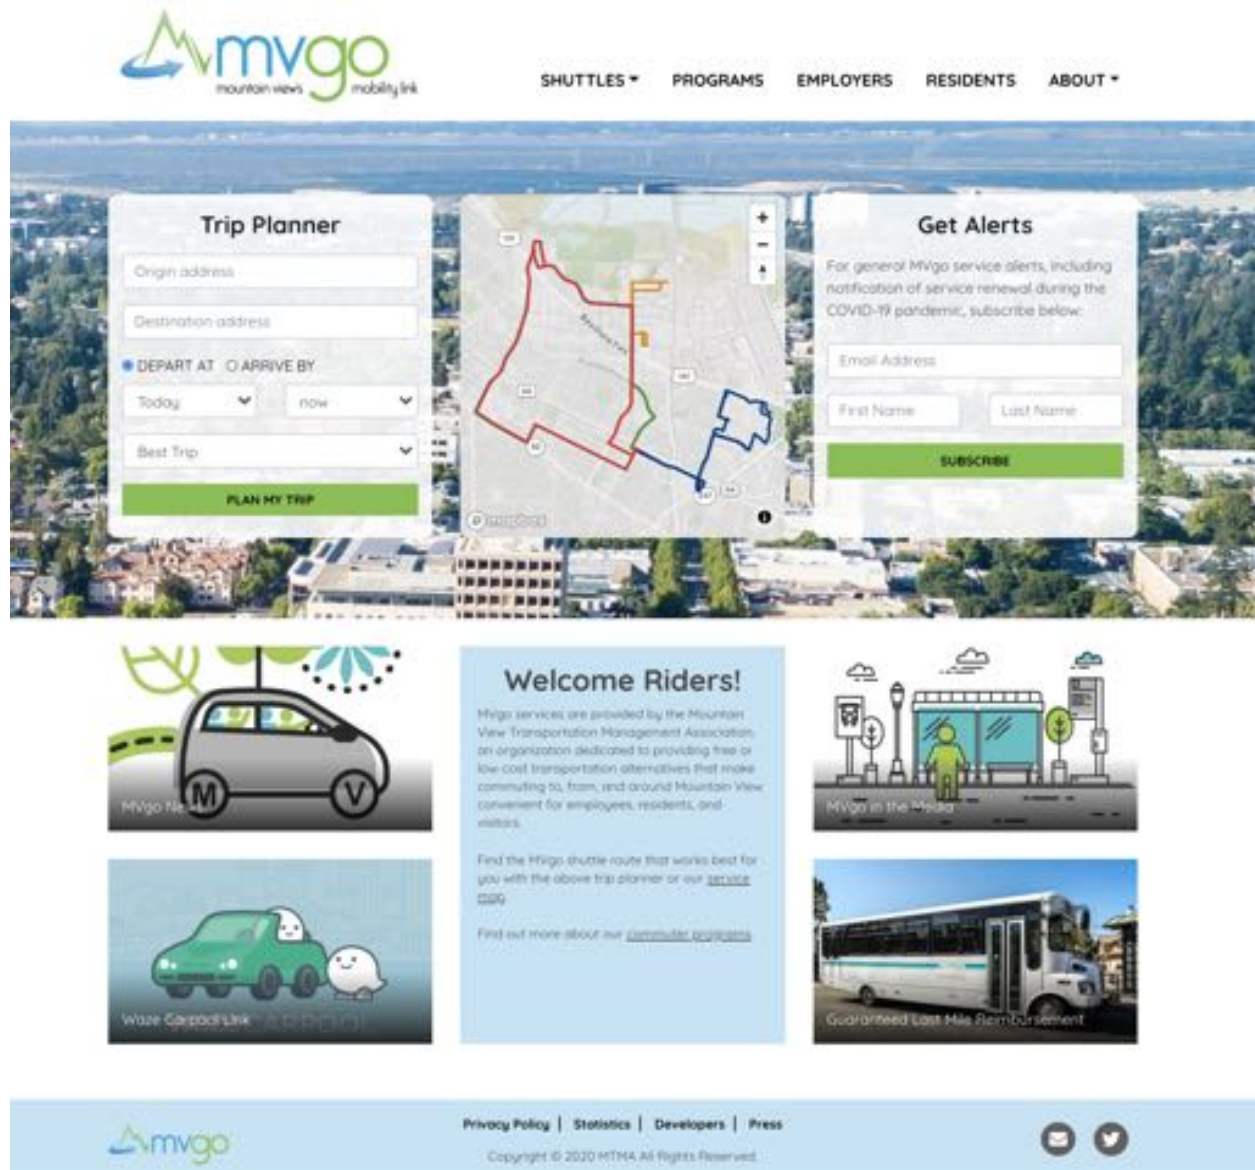 mvgo
mountain view's mobility link
SHUTTLES PROGRAMS EMPLOYERS RESIDENTS ABOUT
Trip Planner
Origin address
Destination address
DEPART AT ARRIVE BY
Today now
Best Trip
PLAN MY TRIP
mapbox
Get Alerts
For general MVgo service alerts, including
notification of service renewal during the
COVID-19 pandemic, subscribe below:
Email Address
First Name Last Name
SUBSCRIBE
M V
MVgo News
Waze Carpool Link
CARPOOL
Welcome Riders!
MVgo services are provided by the Mountain
View Transportation Management Association,
an organization dedicated to providing free or
low-cost transportation alternatives that make
commuting to, from, and around Mountain View
convenient for employees, residents, and
visitors.
Find the MVgo shuttle route that works best for
you with the above trip planner or our service
map.
Find out more about our commuter programs.
MVgo in the Media
Guaranteed Last Mile Reimbursement
mvgo
Privacy Policy | Statistics | Developers | Press
Copyright © 2020 MTMA All Rights Reserved.